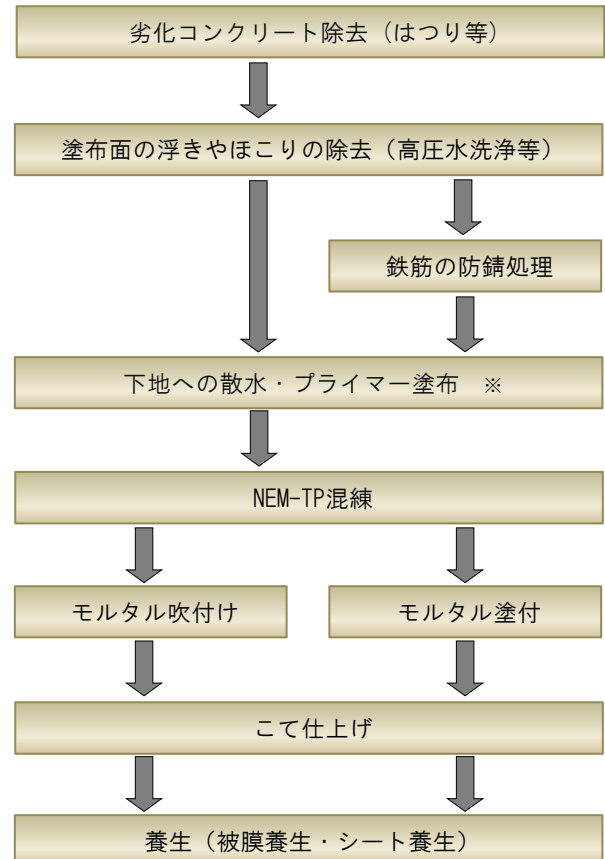 劣化コンクリート除去（はつり等）
塗布面の浮きやほこりの除去（高圧水洗浄等）
鉄筋の防錆処理
下地への散水・プライマー塗布　※
NEM-TP混練
モルタル吹付け
モルタル塗付
こて仕上げ
養生（被膜養生・シート養生）